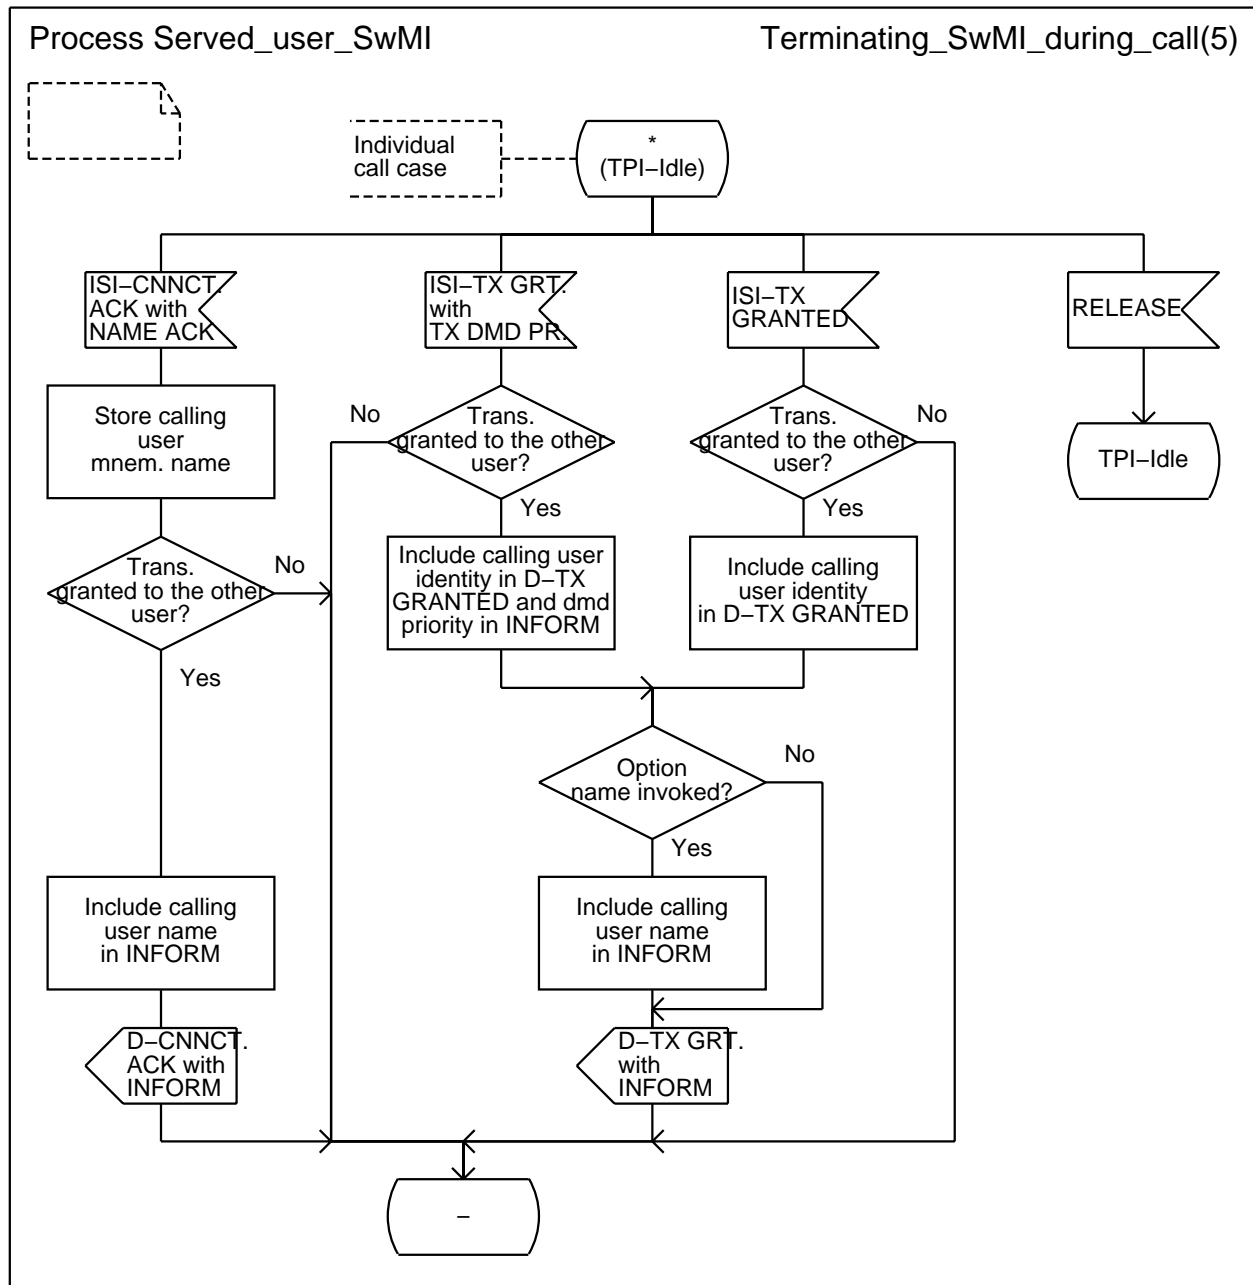 Process Served_user_SwMI
Terminating_SwMI_during_call(5)
Individual
call case
*
(TPI−Idle)
ISI−CNNCT.
ACK with
NAME ACK
ISI−TX GRT.
with
TX DMD PR.
ISI−TX
GRANTED
RELEASE
Store calling
user
mnem. name
No
Trans.
granted to the other
user?
Yes
Trans.
granted to the other
user?
No
Yes
TPI−Idle
Trans.
granted to the other
user?
No
Yes
Include calling user
identity in D−TX
GRANTED and dmd
priority in INFORM
Include calling
user identity
in D−TX GRANTED
Option
name invoked?
No
Yes
Include calling
user name
in INFORM
Include calling
user name
in INFORM
D−CNNCT.
ACK with
INFORM
D−TX GRT.
with
INFORM
−